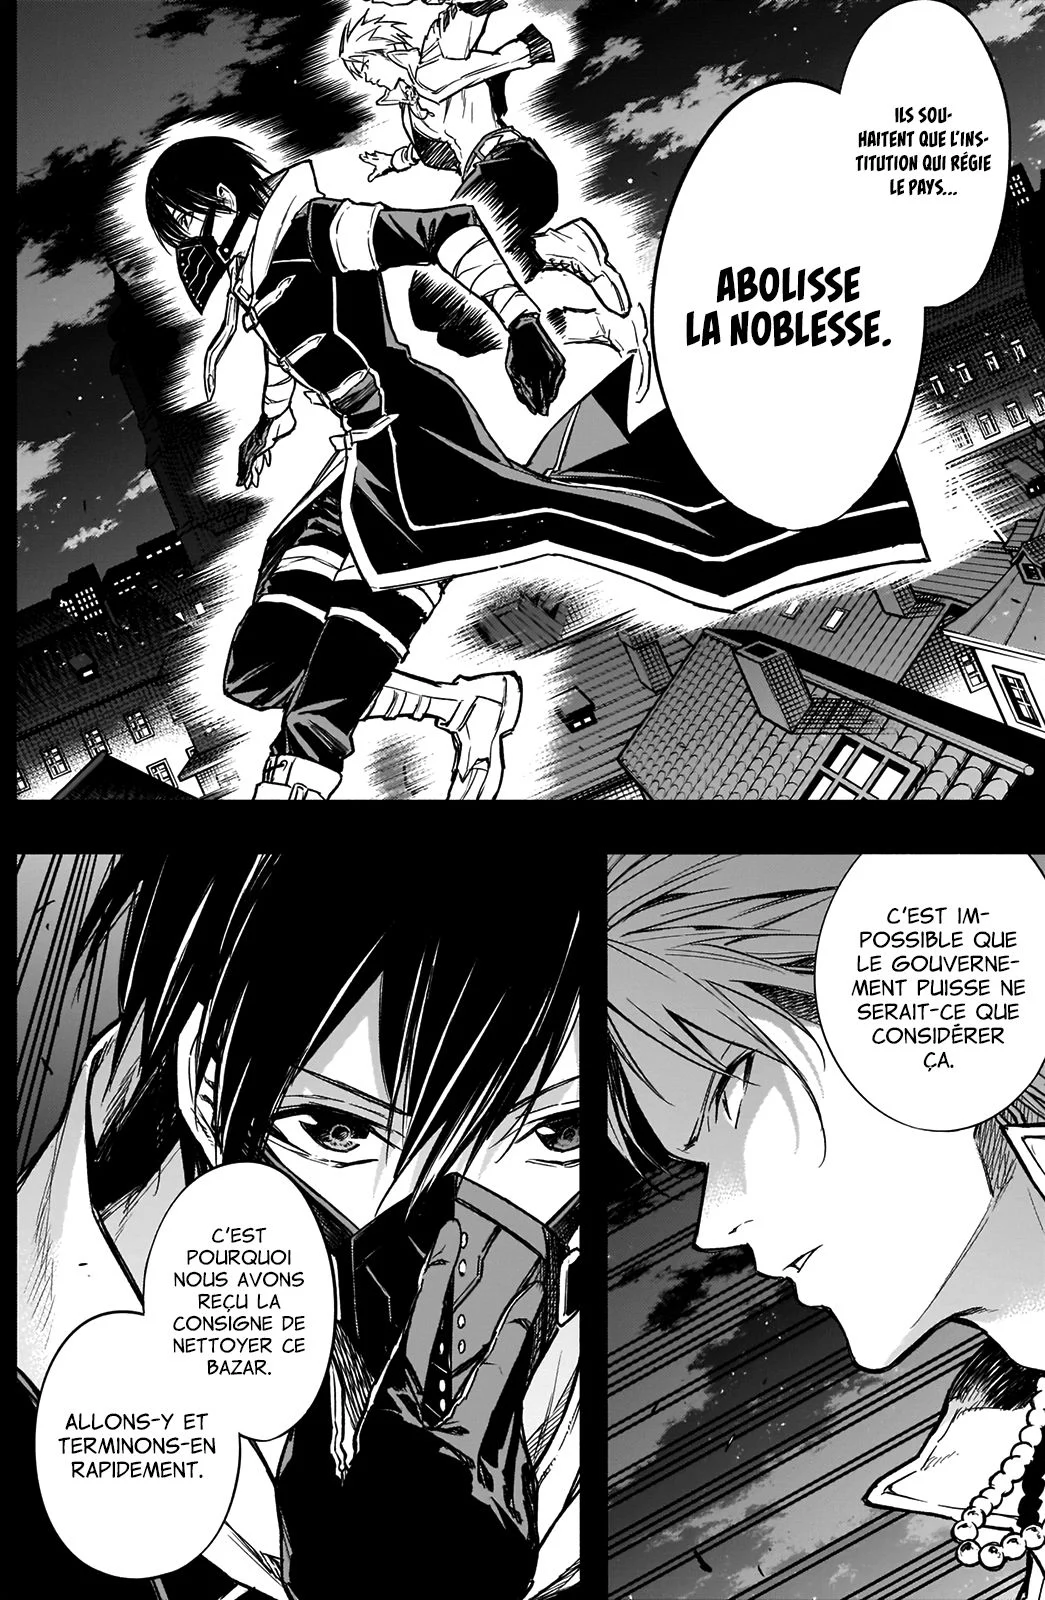 ILS SOU-
HAITENT QUE L'INS-
TITUTION QUI RÉGIE
LE PAYS...
ABOLISSE
LA NOBLESSE.
C'EST IM-
POSSIBLE QUE
LE GOUVERNE-
MENT PUISSE NE
SERAIT-CE QUE
CONSIDÉRER
ÇA.
C'EST
POURQUOI
NOUS AVONS
REÇU LA
CONSIGNE DE
NETTOYER CE
BAZAR.
ALLONS-Y ET
TERMINONS-EN
RAPIDEMENT.